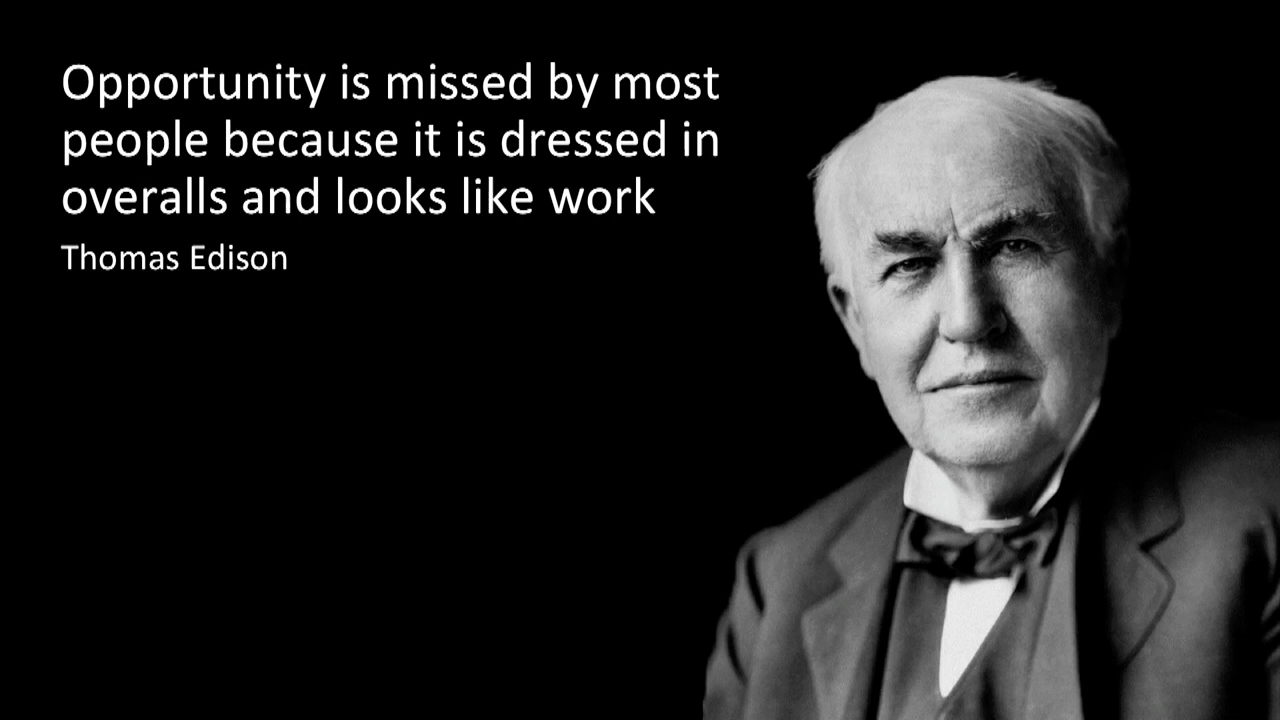 Opportunity is missed by most
people because it is dressed in
overalls and looks like work
Thomas Edison